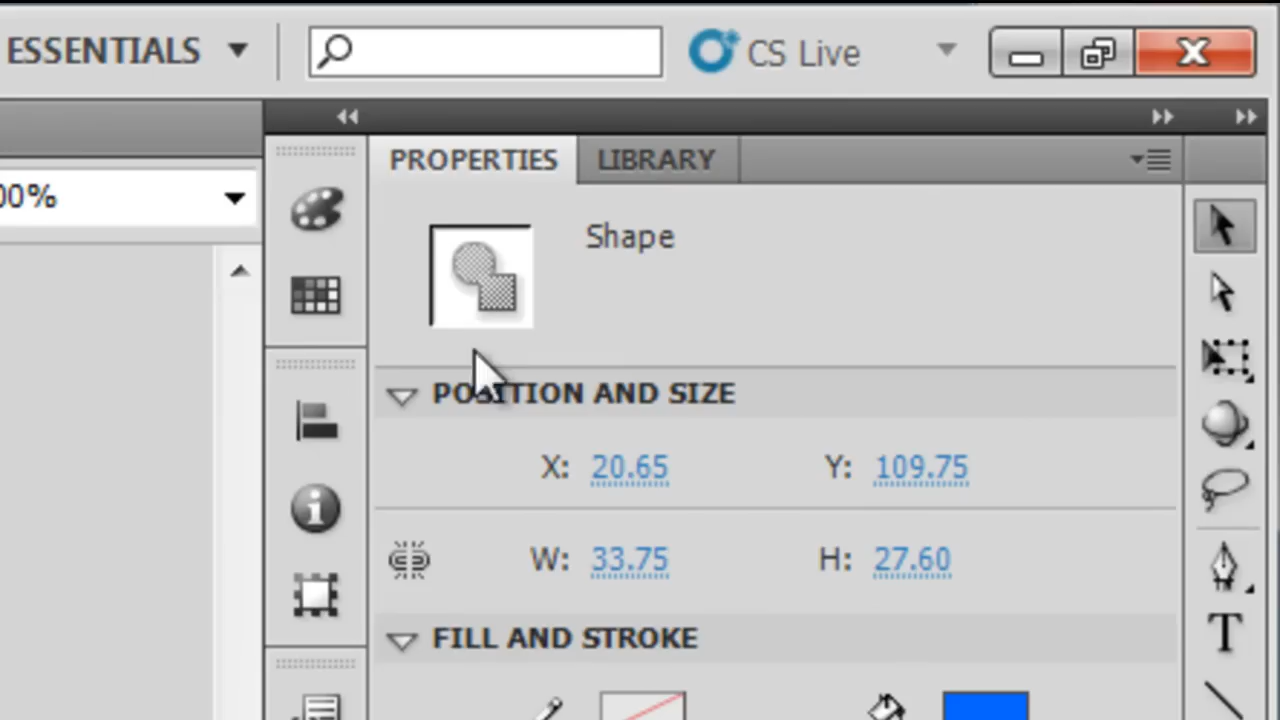 ESSENTIALS CS Live
PROPERTIES LIBRARY
00%
Shape
POSITION AND SIZE
X: 20.65 Y: 109.75
W: 33.75 H: 27.60
FILL AND STROKE